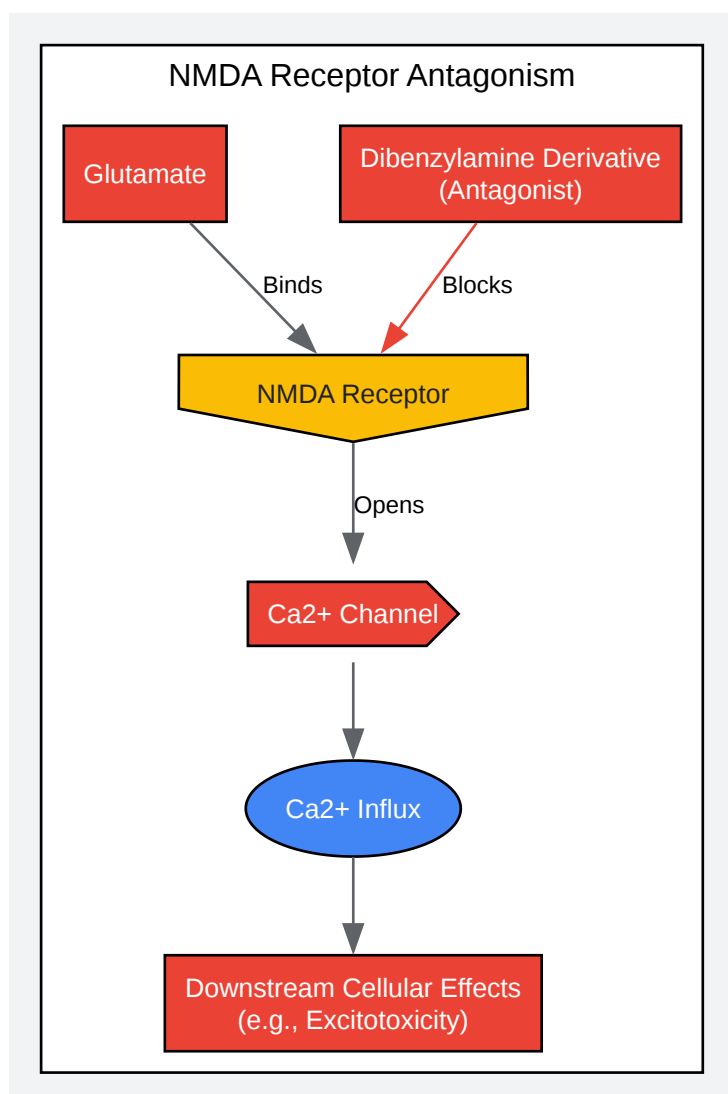 NMDA Receptor Antagonism
Glutamate
Dibenzylamine Derivative
(Antagonist)
Binds
Blocks
NMDA Receptor
Opens
Ca2+ Channel
Ca2+ Influx
Downstream Cellular Effects
(e.g., Excitotoxicity)